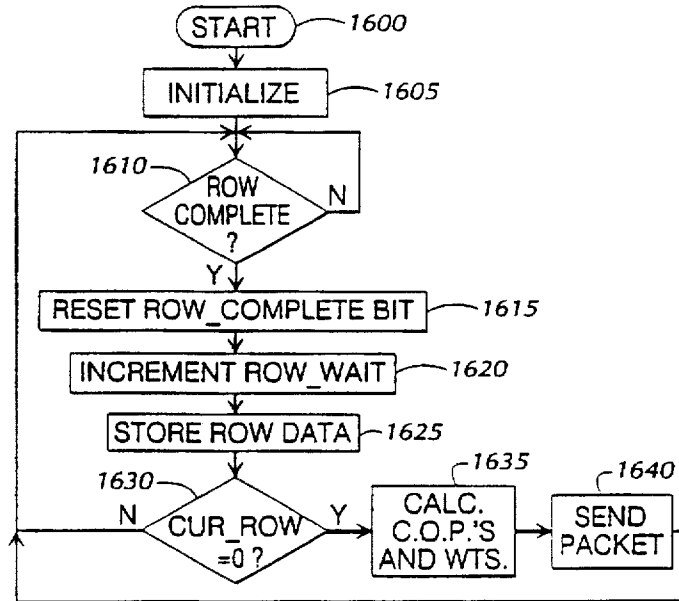 START
1600
INITIALIZE
1605
1610
ROW
COMPLETE
?
N
Y
RESET ROW_COMPLETE BIT
1615
INCREMENT ROW_WAIT
1620
STORE ROW DATA
1625
1630
N
CUR_ROW
=0 ?
Y
1635
CALC.
C.O.P.'S
AND WTS.
1640
SEND
PACKET